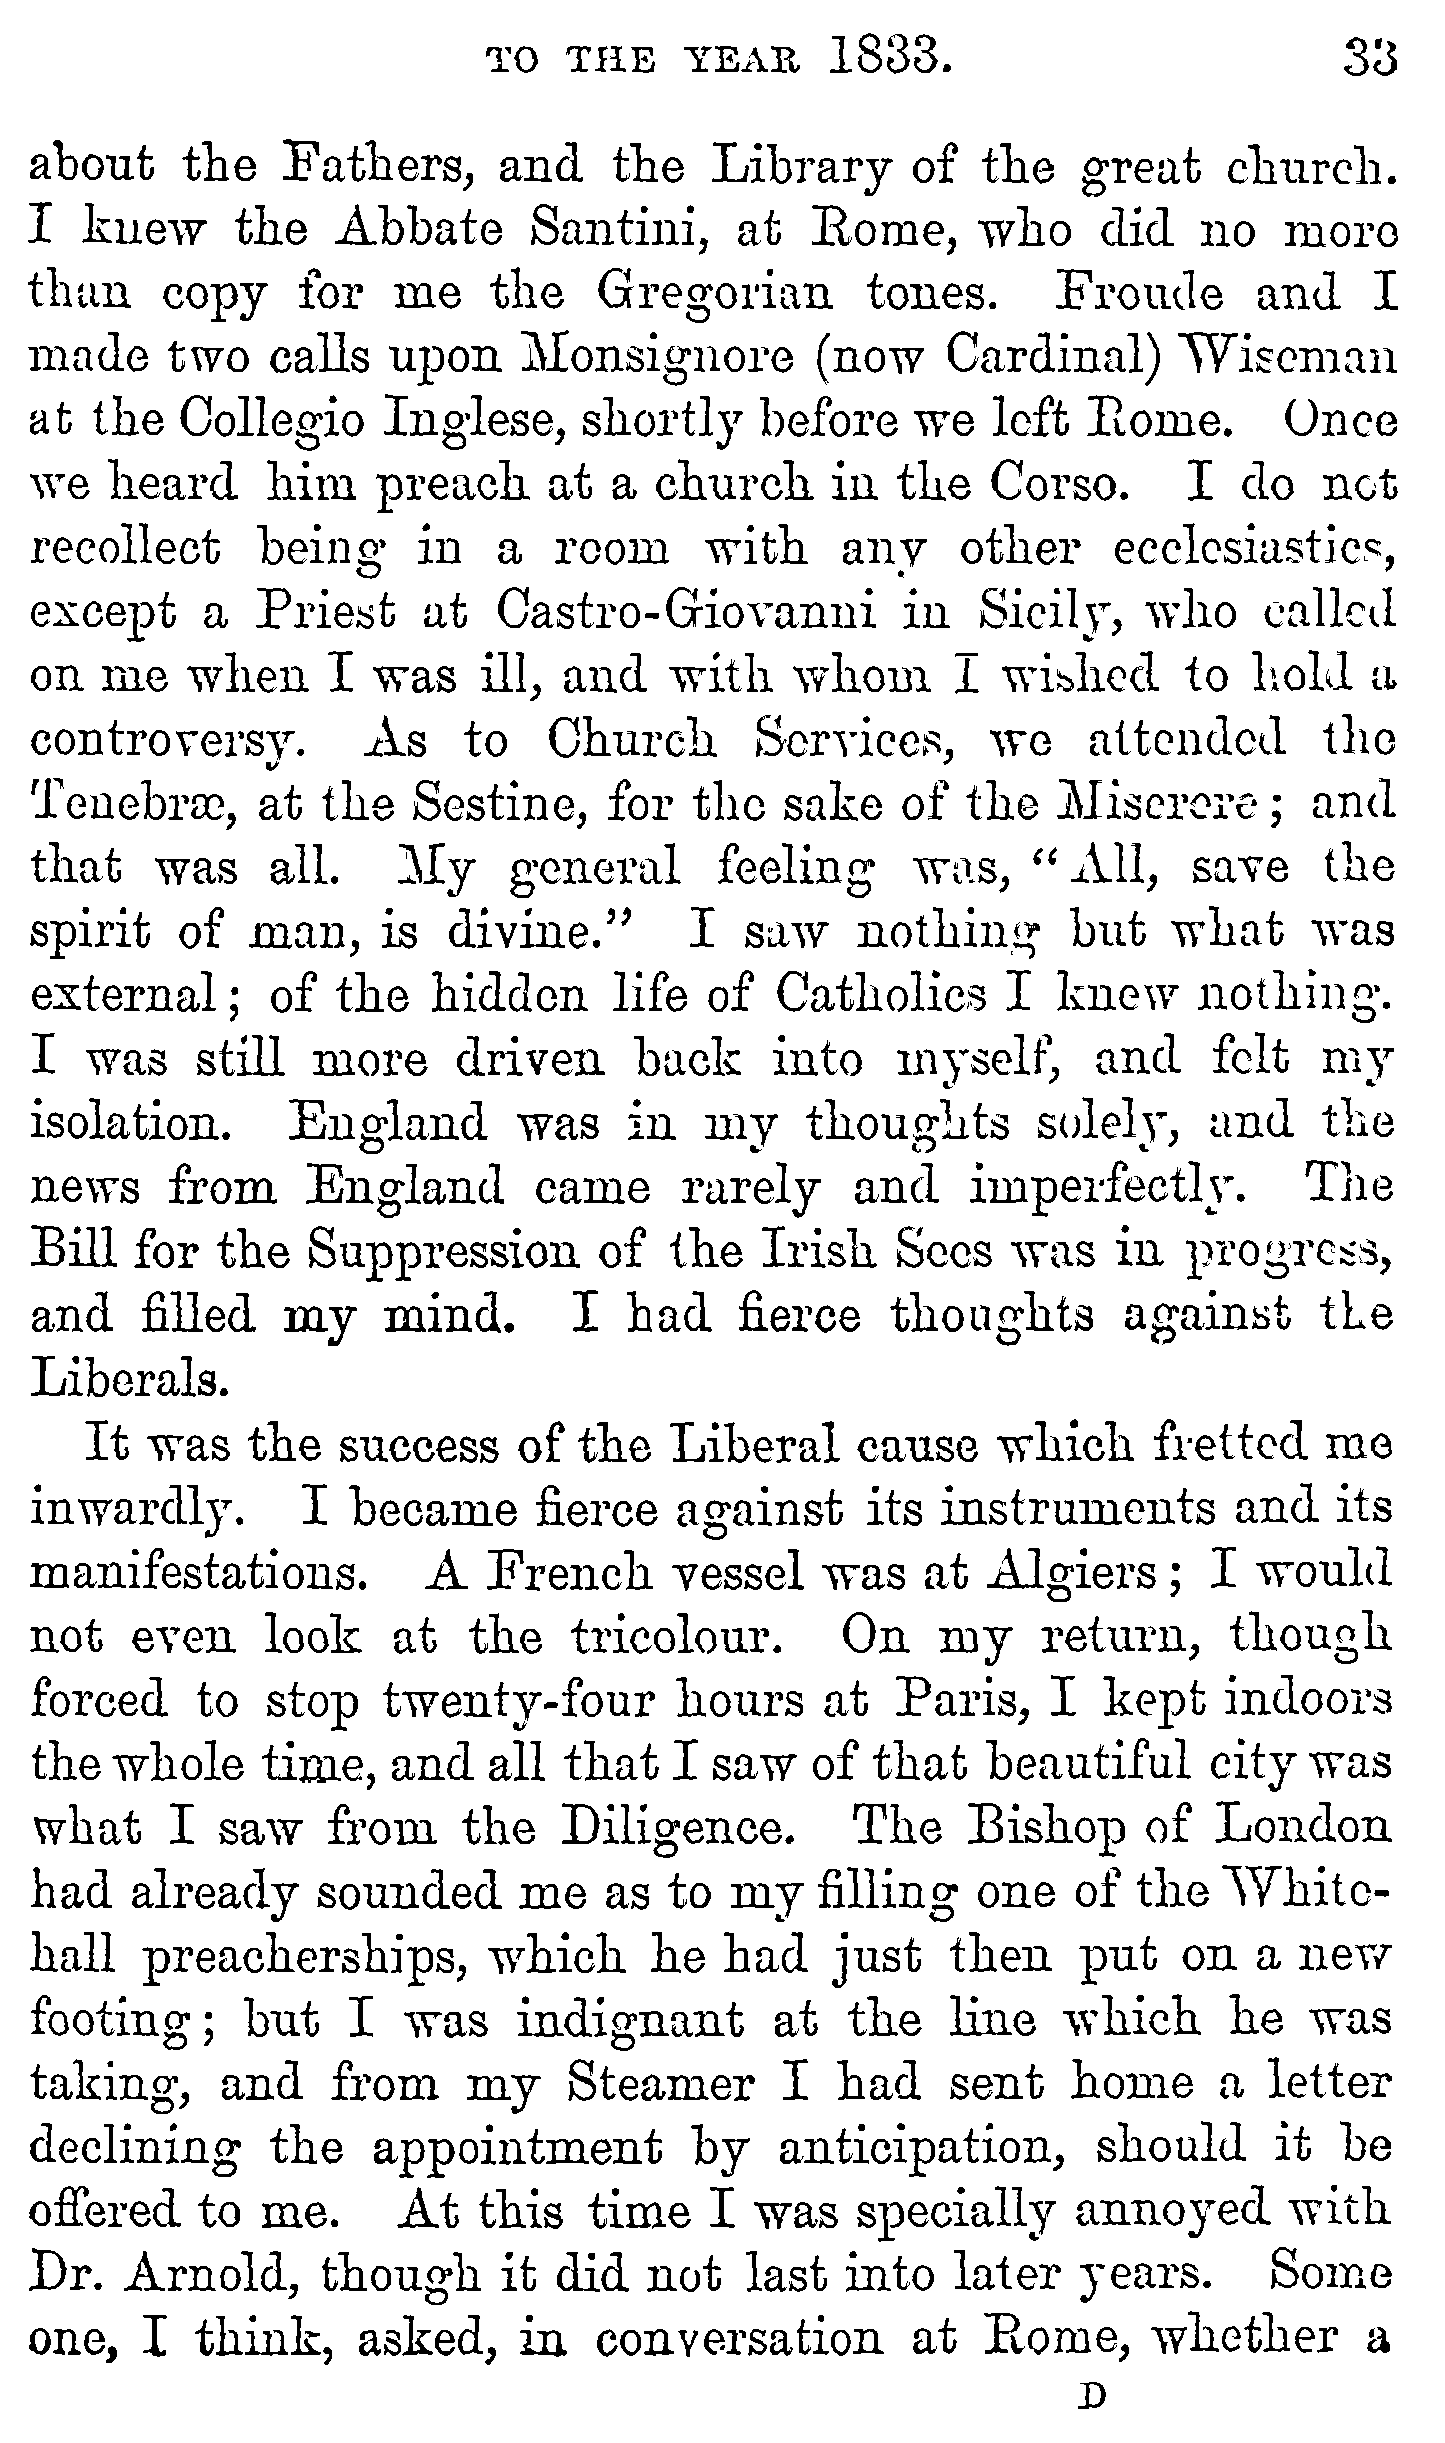 TO THE YEAR 1833. 33
about the Fathers, and the Library of the great church.
I knew the Abbate Santini, at Rome, who did no more
than copy for me the Gregorian tones. Froude and I
made two calls upon Monsignore (now Cardinal) Wiseman
at the Collegio Inglese, shortly before we left Rome. Once
we heard him preach at a church in the Corso. I do not
recollect being in a room with any other ecclesiastics,
except a Priest at Castro-Giovanni in Sicily, who called
on me when I was ill, and with whom I wished to hold a
controversy. As to Church Services, we attended the
Tenebræ, at the Sestine, for the sake of the Miserere; and
that was all. My general feeling was, “All, save the
spirit of man, is divine.” I saw nothing but what was
external; of the hidden life of Catholics I knew nothing.
I was still more driven back into myself, and felt my
isolation. England was in my thoughts solely, and the
news from England came rarely and imperfectly. The
Bill for the Suppression of the Irish Sees was in progress,
and filled my mind. I had fierce thoughts against the
Liberals.
It was the success of the Liberal cause which fretted me
inwardly. I became fierce against its instruments and its
manifestations. A French vessel was at Algiers; I would
not even look at the tricolour. On my return, though
forced to stop twenty-four hours at Paris, I kept indoors
the whole time, and all that I saw of that beautiful city was
what I saw from the Diligence. The Bishop of London
had already sounded me as to my filling one of the White-
hall preacherships, which he had just then put on a new
footing; but I was indignant at the line which he was
taking, and from my Steamer I had sent home a letter
declining the appointment by anticipation, should it be
offered to me. At this time I was specially annoyed with
Dr. Arnold, though it did not last into later years. Some
one, I think, asked, in conversation at Rome, whether a
D